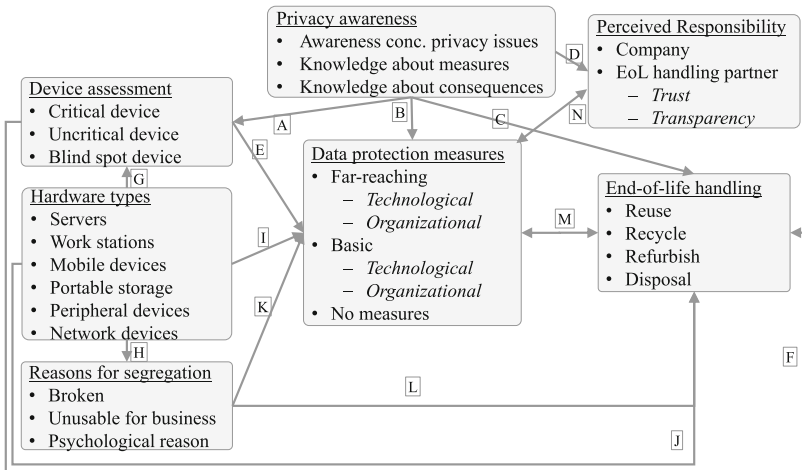 Privacy awareness
• Awareness conc. privacy issues
• Knowledge about measures
• Knowledge about consequences
D
Perceived Responsibility
• Company
• EoL handling partner
– Trust
– Transparency
Device assessment
• Critical device
• Uncritical device
• Blind spot device
A
B
C
N
E
G
Data protection measures
• Far-reaching
– Technological
– Organizational
• Basic
– Technological
– Organizational
• No measures
End-of-life handling
• Reuse
• Recycle
• Refurbish
• Disposal
M
Hardware types
• Servers
• Work stations
• Mobile devices
• Portable storage
• Peripheral devices
• Network devices
I
K
H
F
Reasons for segregation
• Broken
• Unusable for business
• Psychological reason
L
J